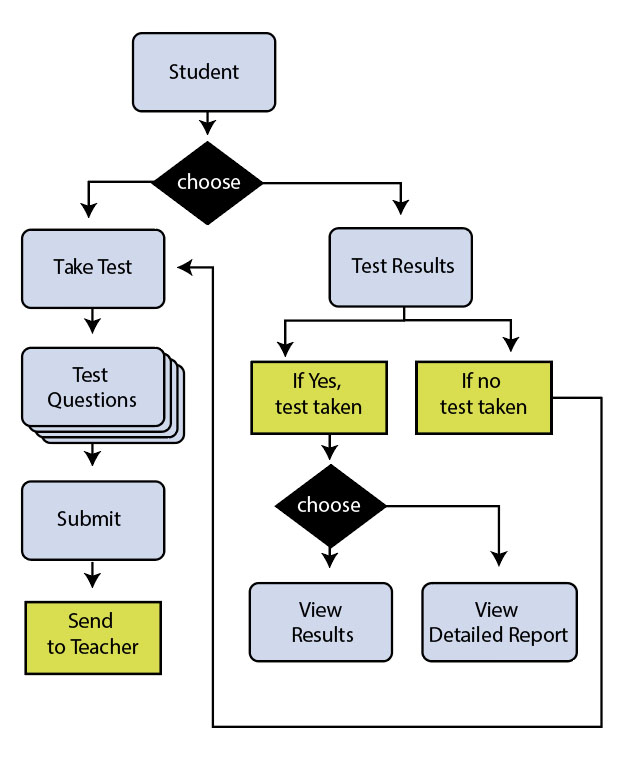 Student
choose
Take Test
Test Results
Test
Questions
If Yes,
test taken
If no
test taken
Submit
choose
Send
to Teacher
View
Results
View
Detailed Report